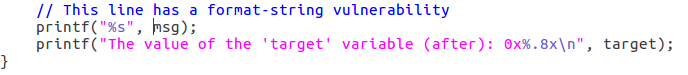 // This line has a format-string vulnerability
printf("%s", msg);
printf("The value of the 'target' variable (after): 0x%.8x\n", target);
}